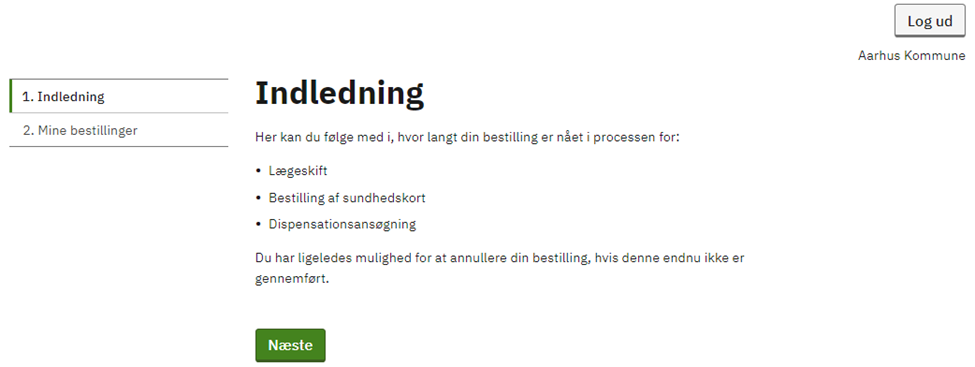 Log ud
Aarhus Kommune
1. Indledning
2. Mine bestillinger
Indledning
Her kan du følge med i, hvor langt din bestilling er nået i processen for:
• Lægeskift
• Bestilling af sundhedskort
• Dispensationsansøgning
Du har ligeledes mulighed for at annullere din bestilling, hvis denne endnu ikke er
gennemført.
Næste